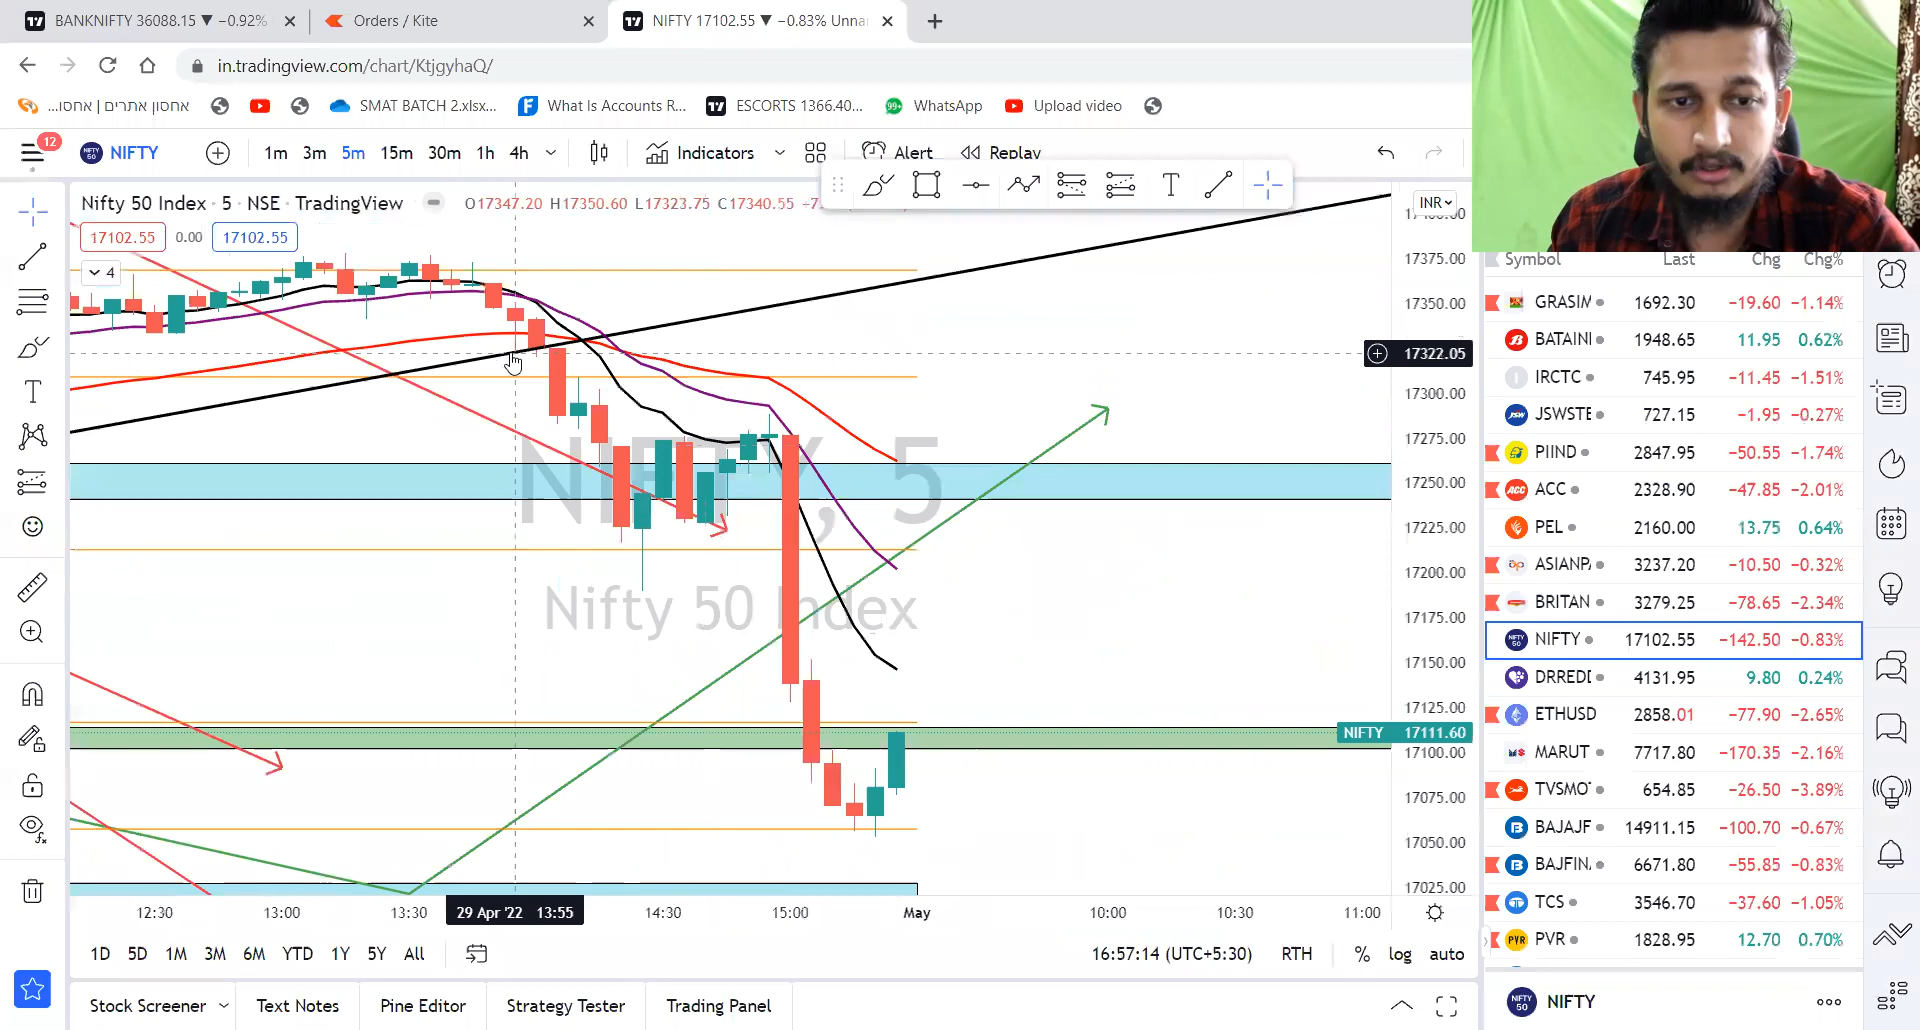 BANKNIFTY 36088.15 ▼ −0.92%
Orders / Kite
NIFTY 17102.55 ▼ −0.83% Unna
in.tradingview.com/chart/KtjgyhaQ/
אחסון אתרים | אחסו...
SMAT BATCH 2.xlsx...
What Is Accounts R...
ESCORTS 1366.40...
99+
WhatsApp
Upload video
12
NIFTY 50
NIFTY
1m 3m 5m 15m 30m 1h 4h
Indicators
Alert
Replay
Nifty 50 Index · 5 · NSE · TradingView
O17347.20 H17350.60 L17323.75 C17340.55
INR
17102.55 0.00 17102.55
4
17375.00
17350.00
17322.05
17300.00
17275.00
17250.00
17225.00
17200.00
17175.00
17150.00
17125.00
NIFTY 17111.60
17100.00
17075.00
17050.00
17025.00
NIFTY, 5
Nifty 50 Index
12:30 13:00 13:30 29 Apr '22 13:55 14:30 15:00 May 10:00 10:30 11:00
1D 5D 1M 3M 6M YTD 1Y 5Y All
16:57:14 (UTC+5:30) RTH % log auto
Stock Screener Text Notes Pine Editor Strategy Tester Trading Panel
Symbol Last Chg Chg%
GRASIM 1692.30 −19.60 −1.14%
BATAINI 1948.65 11.95 0.62%
IRCTC 745.95 −11.45 −1.51%
JSWSTE 727.15 −1.95 −0.27%
PIIND 2847.95 −50.55 −1.74%
ACC 2328.90 −47.85 −2.01%
PEL 2160.00 13.75 0.64%
ASIANPA 3237.20 −10.50 −0.32%
BRITAN 3279.25 −78.65 −2.34%
NIFTY 17102.55 −142.50 −0.83%
DRREDD 4131.95 9.80 0.24%
ETHUSD 2858.01 −77.90 −2.65%
MARUT 7717.80 −170.35 −2.16%
TVSMOT 654.85 −26.50 −3.89%
BAJAJF 14911.15 −100.70 −0.67%
BAJFIN 6671.80 −55.85 −0.83%
TCS 3546.70 −37.60 −1.05%
PVR 1828.95 12.70 0.70%
NIFTY 50
NIFTY